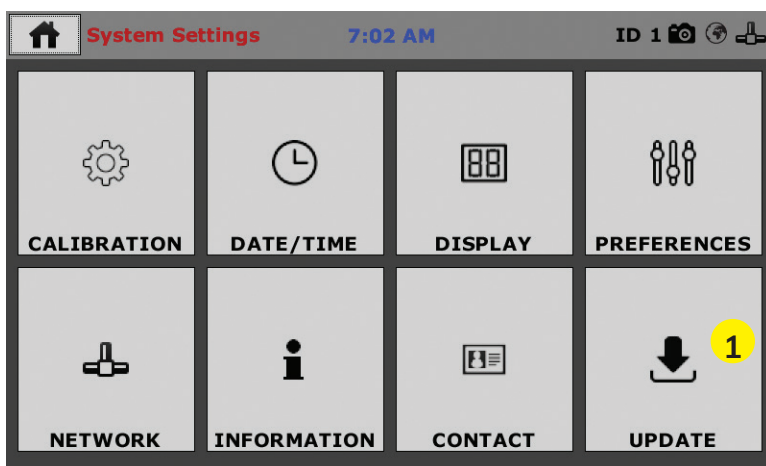 System Settings 7:02 AM ID 1
CALIBRATION DATE/TIME DISPLAY PREFERENCES
1
NETWORK INFORMATION CONTACT UPDATE